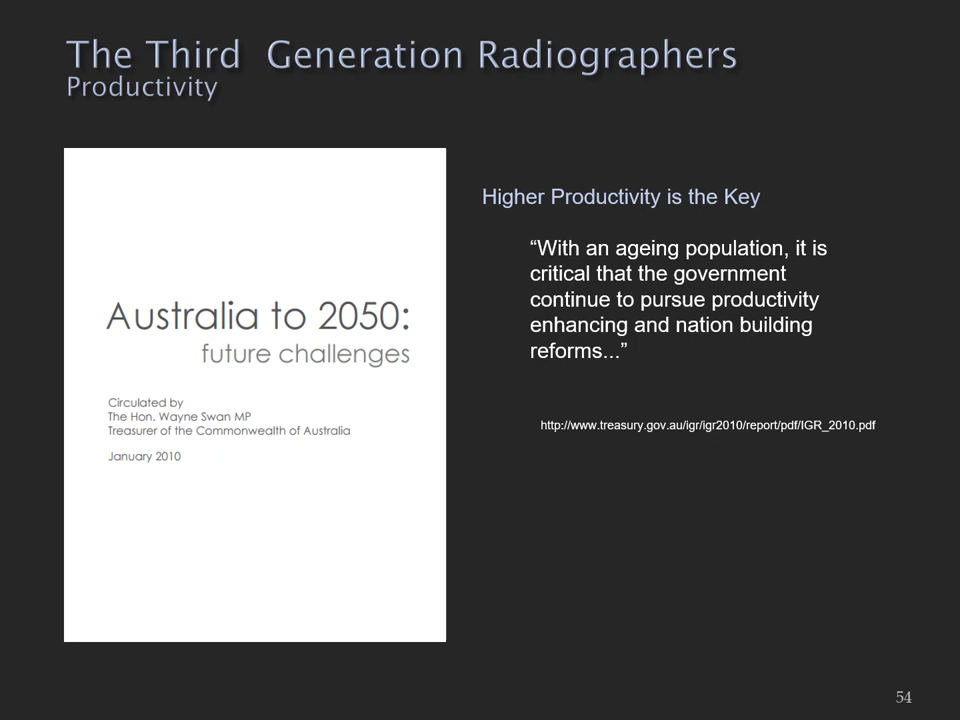 The Third  Generation Radiographers
Productivity
Australia to 2050:
future challenges
Circulated by
The Hon. Wayne Swan MP
Treasurer of the Commonwealth of Australia
January 2010
Higher Productivity is the Key
“With an ageing population, it is
critical that the government
continue to pursue productivity
enhancing and nation building
reforms...”
http://www.treasury.gov.au/igr/igr2010/report/pdf/IGR_2010.pdf
54